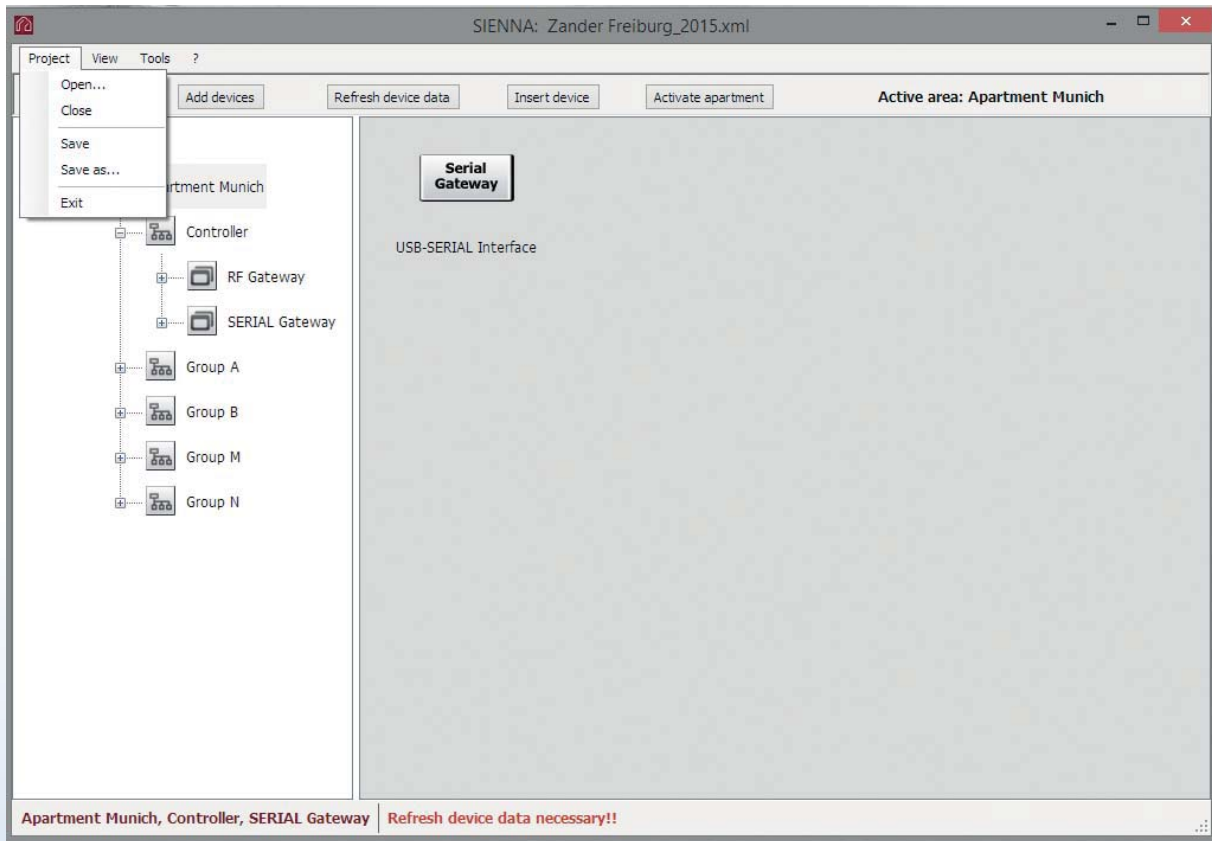 SIENNA: Zander Freiburg_2015.xml
Project View Tools ?
Open...
Close
Save
Save as...
Exit
Add devices Refresh device data Insert device Activate apartment Active area: Apartment Munich
Munich
Controller
RF Gateway
SERIAL Gateway
Group A
Group B
Group M
Group N
Serial
Gateway
USB-SERIAL Interface
Apartment Munich, Controller, SERIAL Gateway Refresh device data necessary!!